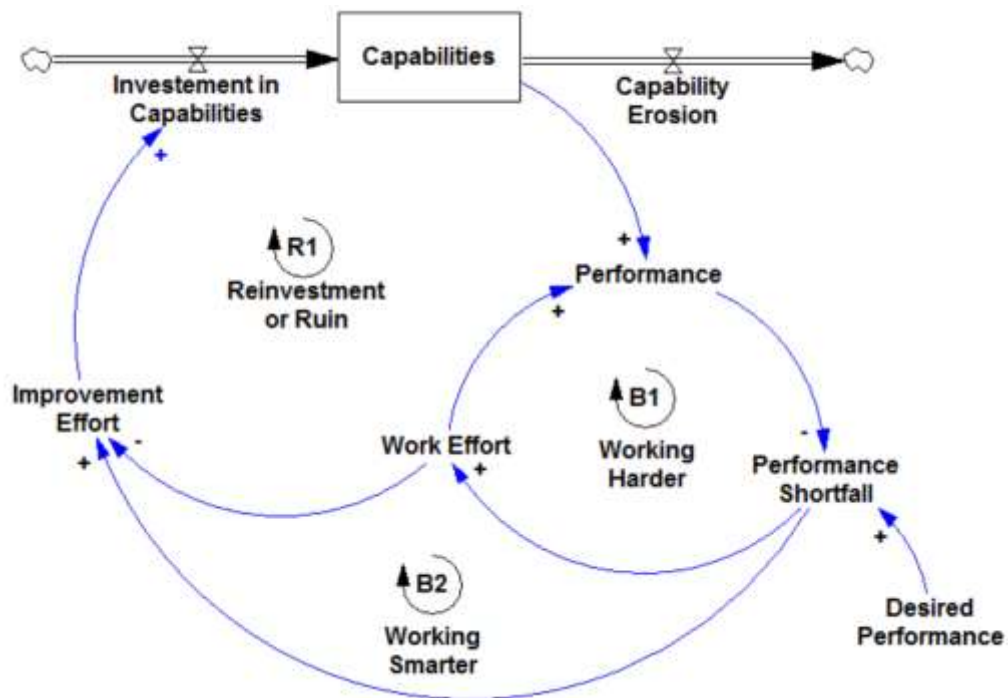 Capabilities
Investement in
Capabilities
Capability
Erosion
+
R1
Reinvestment
or Ruin
+
Performance
+
Improvement
Effort
B1
-
+
Work Effort
+
Working
Harder
-
Performance
Shortfall
+
B2
Working
Smarter
Desired
Performance